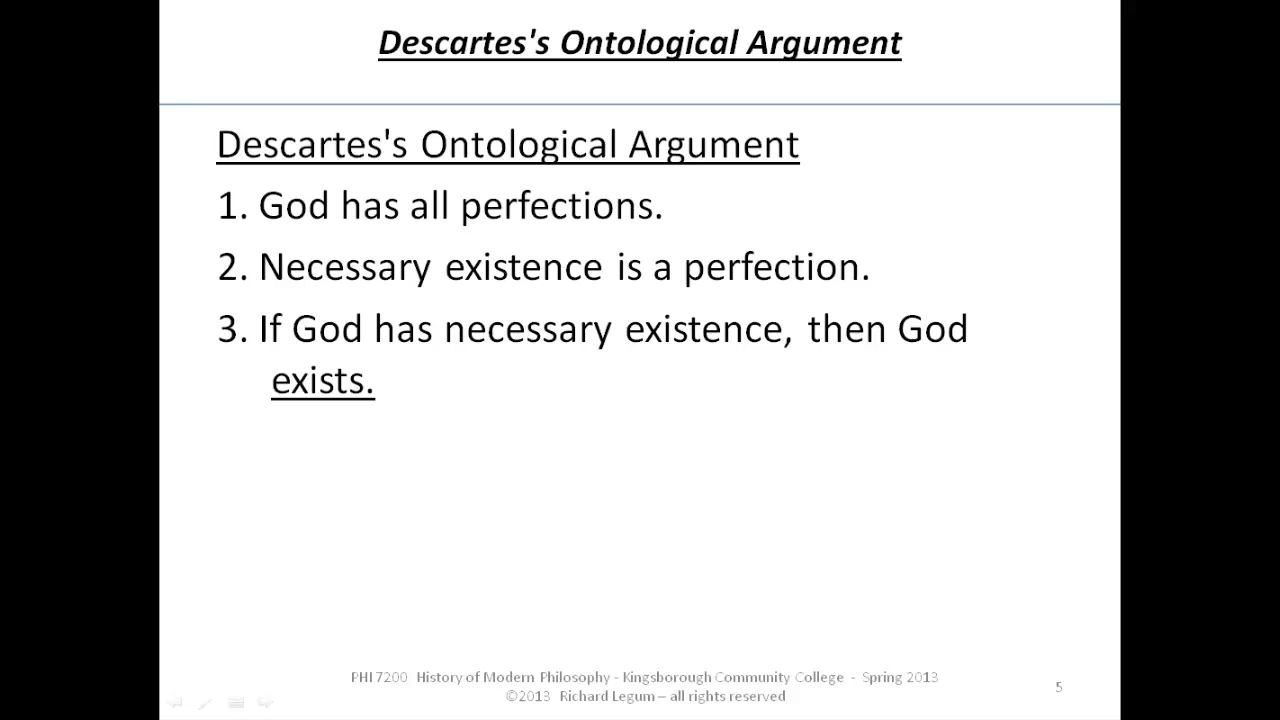 Descartes's Ontological Argument
Descartes's Ontological Argument
1. God has all perfections.
2. Necessary existence is a perfection.
3. If God has necessary existence, then God
exists.
PHI 7200 History of Modern Philosophy - Kingsborough Community College - Spring 2013
©2013 Richard Legum – all rights reserved
5